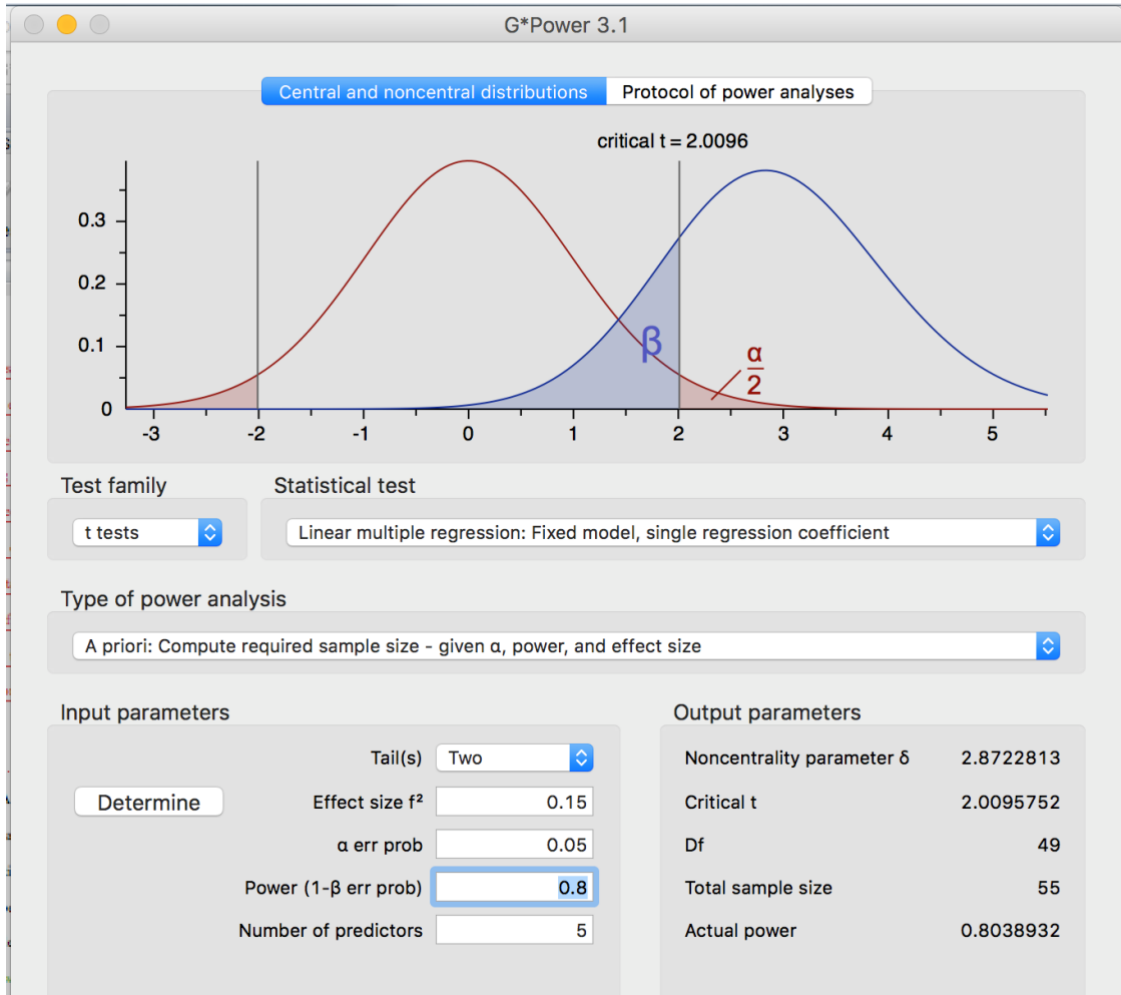 G*Power 3.1
Central and noncentral distributions
Protocol of power analyses
critical t = 2.0096
0.3
0.2
0.1
0
β
α
2
-3 -2 -1 0 1 2 3 4 5
Test family
Statistical test
t tests
Linear multiple regression: Fixed model, single regression coefficient
Type of power analysis
A priori: Compute required sample size - given α, power, and effect size
Input parameters
Tail(s) Two
Determine
Effect size f² 0.15
α err prob 0.05
Power (1-β err prob) 0.8
Number of predictors 5
Output parameters
Noncentrality parameter δ 2.8722813
Critical t 2.0095752
Df 49
Total sample size 55
Actual power 0.8038932